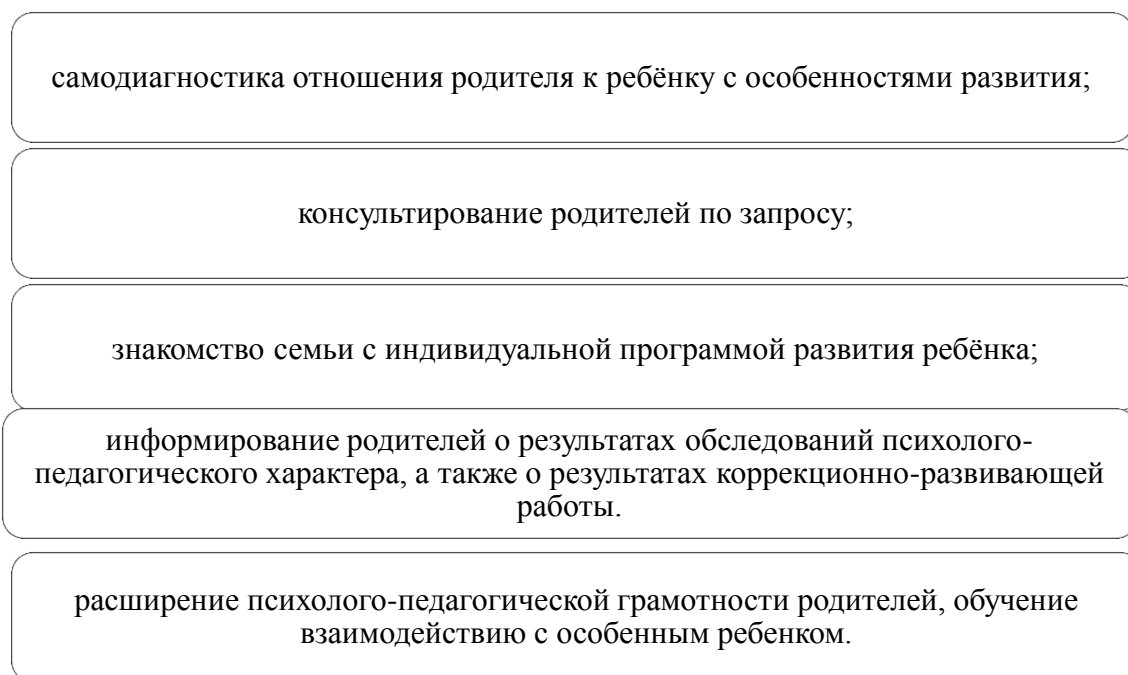 самодиагностика отношения родителя к ребёнку с особенностями развития;
консультирование родителей по запросу;
знакомство семьи с индивидуальной программой развития ребёнка;
информирование родителей о результатах обследований психолого-
педагогического характера, а также о результатах коррекционно-развивающей
работы.
расширение психолого-педагогической грамотности родителей, обучение
взаимодействию с особенным ребенком.